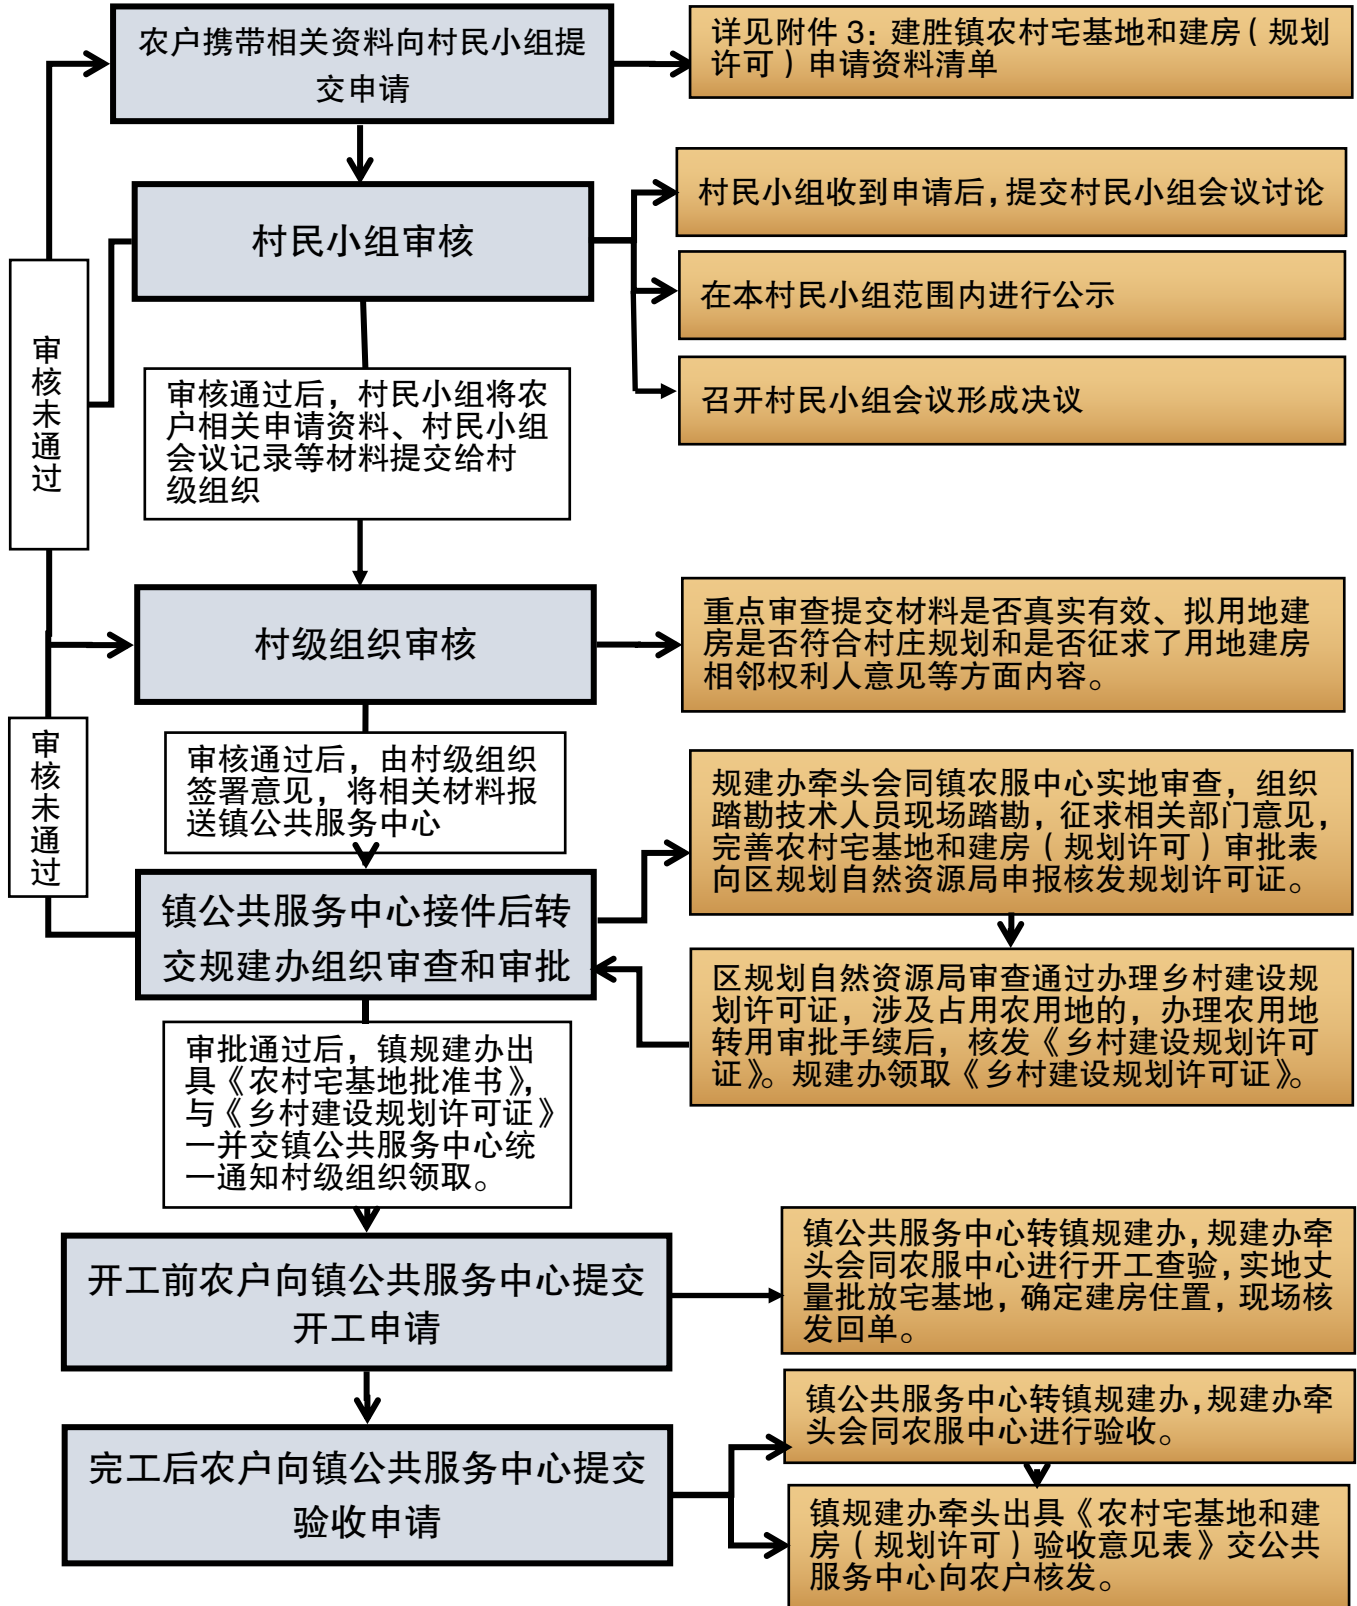 农户携带相关资料向村民小组提
交申请
详见附件 3：建胜镇农村宅基地和建房（规划
许可）申请资料清单
村民小组审核
村民小组收到申请后，提交村民小组会议讨论
在本村民小组范围内进行公示
召开村民小组会议形成决议
审核未通过
审核通过后，村民小组将农
户相关申请资料、村民小组
会议记录等材料提交给村
级组织
村级组织审核
重点审查提交材料是否真实有效、拟用地建
房是否符合村庄规划和是否征求了用地建房
相邻权利人意见等方面内容。
审核未通过
审核通过后，由村级组织
签署意见，将相关材料报
送镇公共服务中心
镇公共服务中心接件后转
交规建办组织审查和审批
规建办牵头会同镇农服中心实地审查，组织
踏勘技术人员现场踏勘，征求相关部门意见，
完善农村宅基地和建房（规划许可）审批表
向区规划自然资源局申报核发规划许可证。
区规划自然资源局审查通过办理乡村建设规
划许可证，涉及占用农用地的，办理农用地
转用审批手续后，核发《乡村建设规划许可
证》。规建办领取《乡村建设规划许可证》。
审批通过后，镇规建办出
具《农村宅基地批准书》，
与《乡村建设规划许可证》
一并交镇公共服务中心统
一通知村级组织领取。
开工前农户向镇公共服务中心提交
开工申请
镇公共服务中心转镇规建办，规建办牵
头会同农服中心进行开工查验，实地丈
量批放宅基地，确定建房住置，现场核
发回单。
完工后农户向镇公共服务中心提交
验收申请
镇公共服务中心转镇规建办，规建办牵
头会同农服中心进行验收。
镇规建办牵头出具《农村宅基地和建
房（规划许可）验收意见表》交公共
服务中心向农户核发。